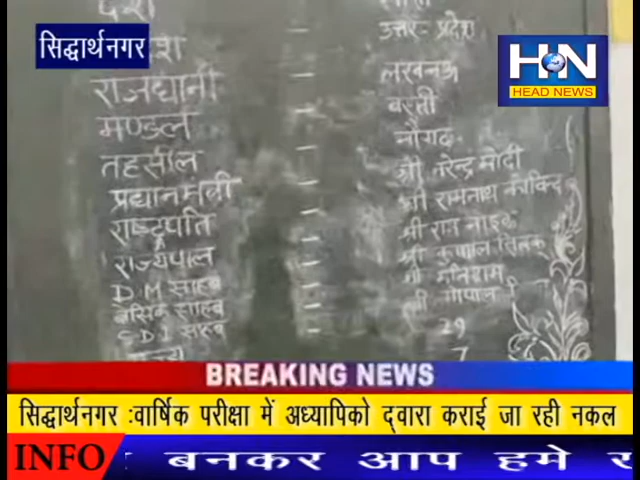 देश
सिद्धार्थनगर
H N
HEAD NEWS
उत्तर-प्रदेश
राजधानी - लखनऊ
मण्डल - बस्ती
तहसील - नौगढ़
प्रधानमंत्री - श्री नरेन्द्र मोदी
राष्ट्रपति - श्री रामनाथ कोविन्द
राज्यपाल - श्री राम नाईक
D.M साहब - श्री कुणाल सिल्क
बेसिक साहब - श्री मनिराम
साहब - श्री गोपाल
राज्य - 29
7
BREAKING NEWS
सिद्धार्थनगर :वार्षिक परीक्षा में अध्यापिको द्वारा कराई जा रही नकल
INFO
बनकर आप हमे